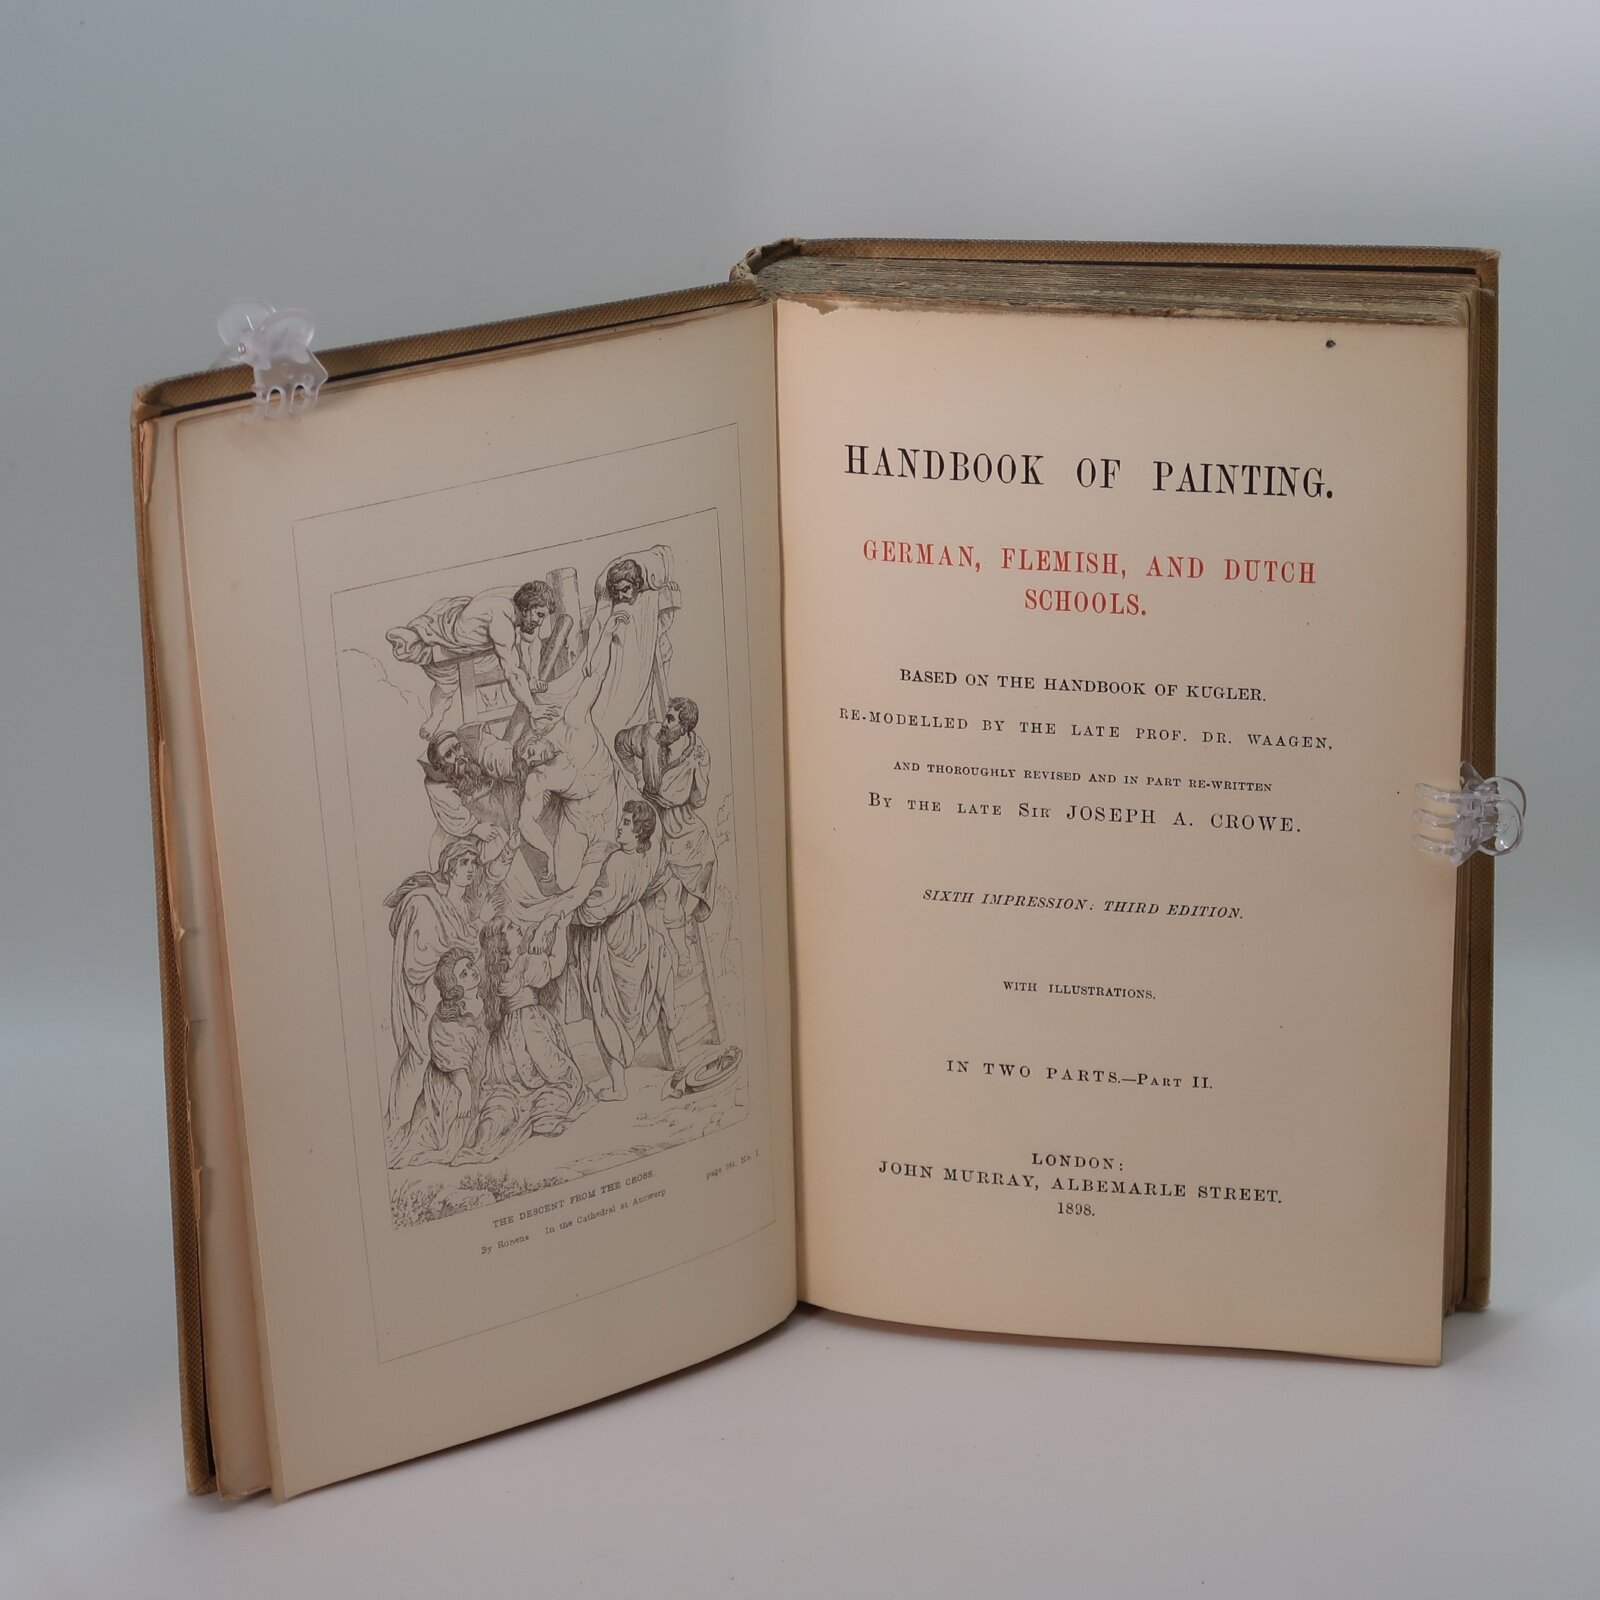 THE DESCENT FROM THE CROSS.
By Rubens In the Cathedral at Antwerp
page No. 1
HANDBOOK OF PAINTING.
GERMAN, FLEMISH, AND DUTCH
SCHOOLS.
BASED ON THE HANDBOOK OF KUGLER.
RE-MODELLED BY THE LATE PROF. DR. WAAGEN,
AND THOROUGHLY REVISED AND IN PART RE-WRITTEN
BY THE LATE SIR JOSEPH A. CROWE.
SIXTH IMPRESSION: THIRD EDITION.
WITH ILLUSTRATIONS.
IN TWO PARTS.—PART II.
LONDON:
JOHN MURRAY, ALBEMARLE STREET.
1898.